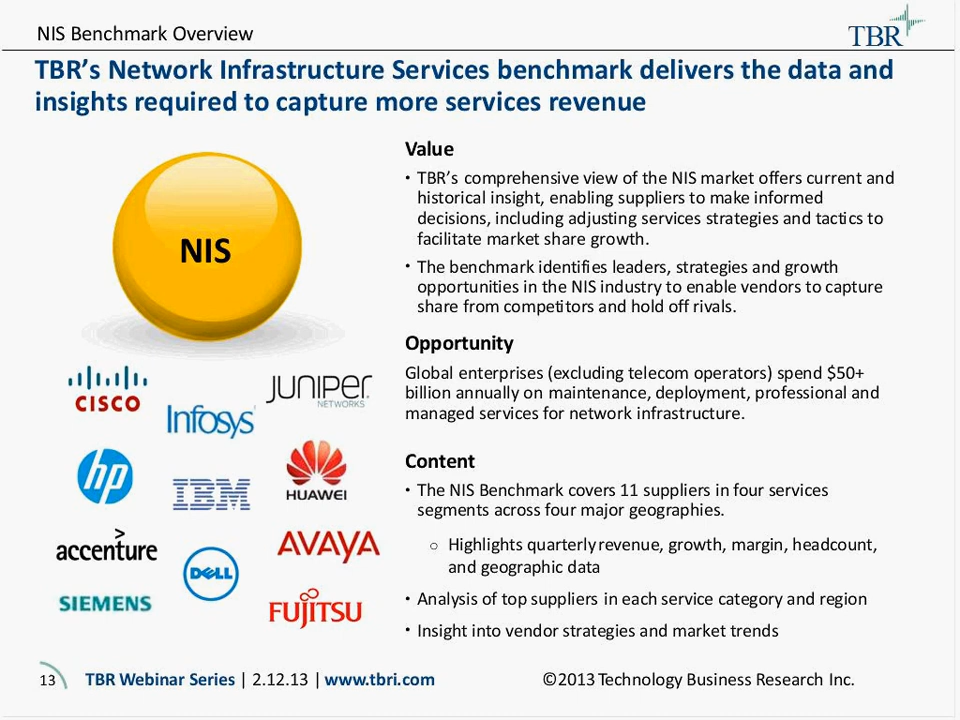 NIS Benchmark Overview
TBR
TBR’s Network Infrastructure Services benchmark delivers the data and
insights required to capture more services revenue
NIS
CISCO
JUNIPER
NETWORKS
Infosys
hp
IBM
HUAWEI
accenture
AVAYA
DELL
SIEMENS
FUJITSU
Value
• TBR’s comprehensive view of the NIS market offers current and
historical insight, enabling suppliers to make informed
decisions, including adjusting services strategies and tactics to
facilitate market share growth.
• The benchmark identifies leaders, strategies and growth
opportunities in the NIS industry to enable vendors to capture
share from competitors and hold off rivals.
Opportunity
Global enterprises (excluding telecom operators) spend $50+
billion annually on maintenance, deployment, professional and
managed services for network infrastructure.
Content
• The NIS Benchmark covers 11 suppliers in four services
segments across four major geographies.
○ Highlights quarterly revenue, growth, margin, headcount,
and geographic data
• Analysis of top suppliers in each service category and region
• Insight into vendor strategies and market trends
13 TBR Webinar Series | 2.12.13 | www.tbri.com ©2013 Technology Business Research Inc.